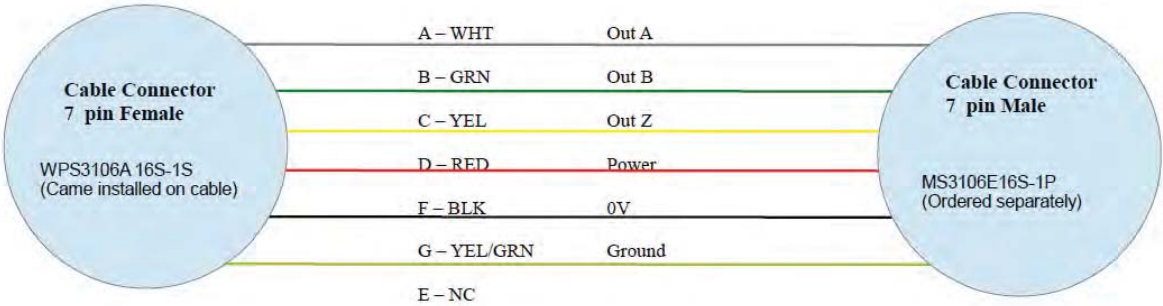 Cable Connector
7 pin Female
WPS3106A 16S-1S
(Came installed on cable)
A – WHT Out A
B – GRN Out B
C – YEL Out Z
D – RED Power
F – BLK 0V
G – YEL/GRN Ground
E – NC
Cable Connector
7 pin Male
MS3106E16S-1P
(Ordered separately)